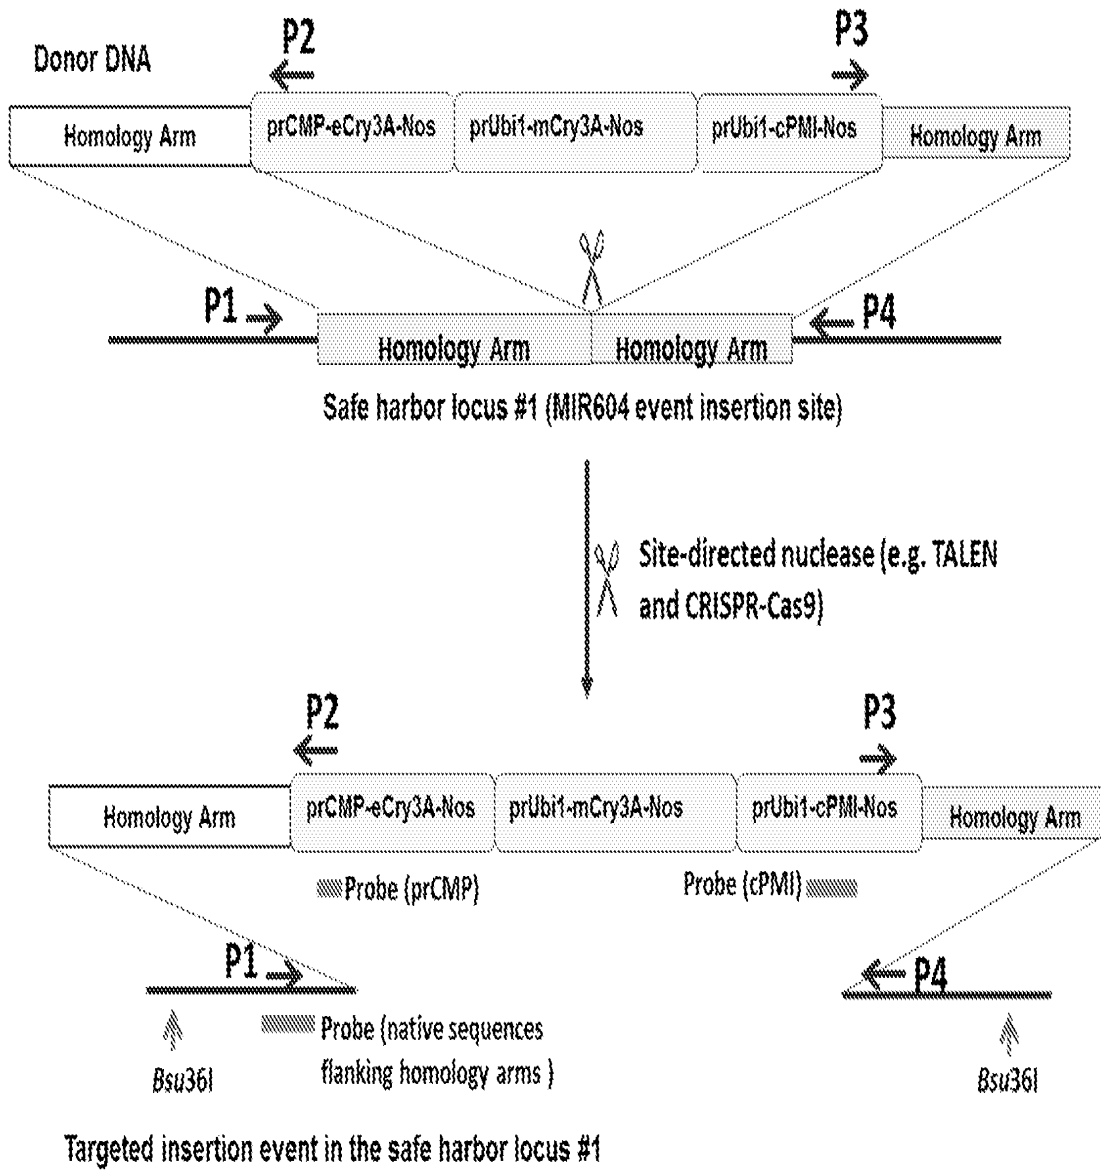 P2
P3
Donor DNA
Homology Arm
prCMP-eCry3A-Nos
prUbi1-mCry3A-Nos
prUbi1-cPMI-Nos
Homology Arm
P1
P4
Homology Arm
Homology Arm
Safe harbor locus #1 (MIR604 event insertion site)
Site-directed nuclease (e.g. TALEN
and CRISPR-Cas9)
P2
P3
Homology Arm
prCMP-eCry3A-Nos
prUbi1-mCry3A-Nos
prUbi1-cPMI-Nos
Homology Arm
Probe (prCMP)
Probe (cPMI)
P1
P4
Probe (native sequences
flanking homology arms )
Bsu36I
Bsu36I
Targeted insertion event in the safe harbor locus #1